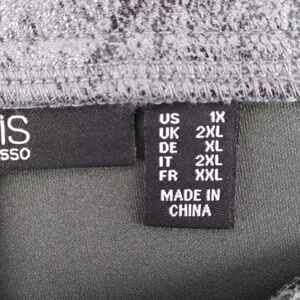 is
sso
US 1X
UK 2XL
DE XL
IT 2XL
FR XXL
MADE IN
CHINA